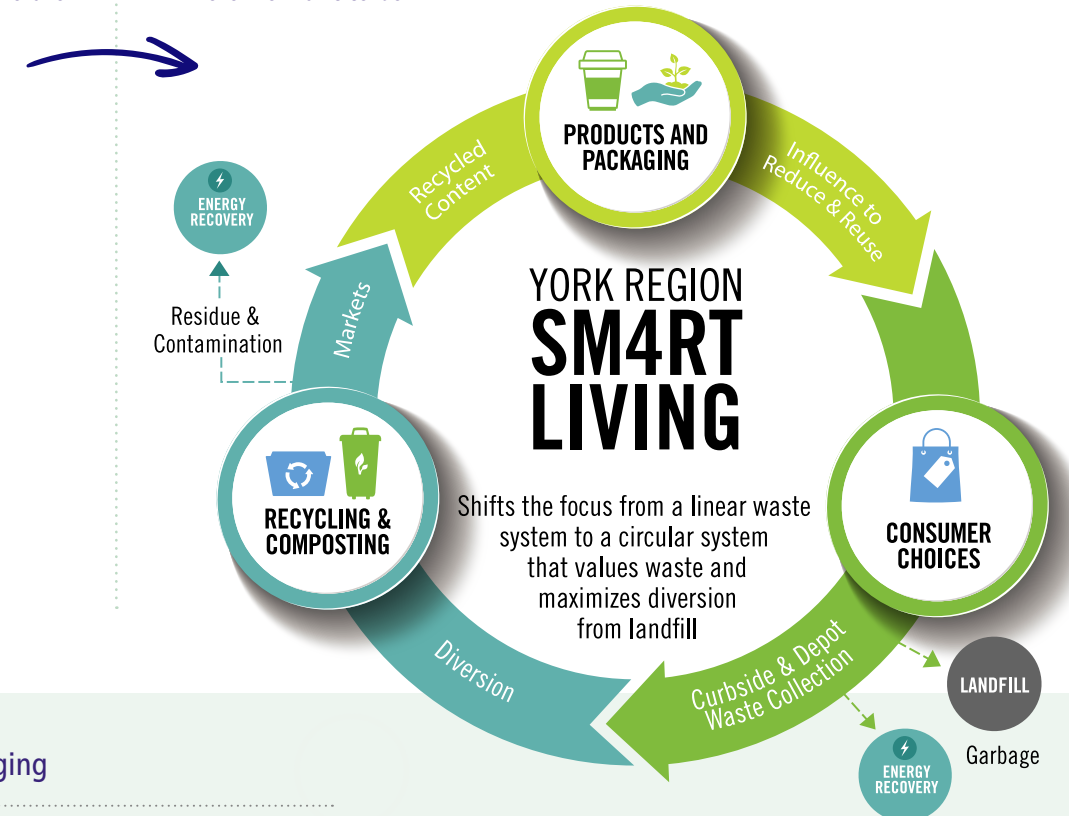 PRODUCTS AND
PACKAGING
Recycled
Content
Influence to
Reduce & Reuse
ENERGY
RECOVERY
Residue &
Contamination
Markets
YORK REGION
SM4RT
LIVING
Shifts the focus from a linear waste
system to a circular system
that values waste and
maximizes diversion
from landfill
RECYCLING &
COMPOSTING
CONSUMER
CHOICES
Diversion
Curbside & Depot
Waste Collection
LANDFILL
Garbage
ENERGY
RECOVERY
ging